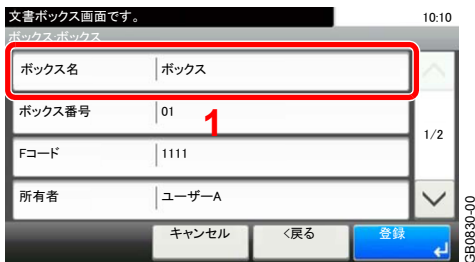 文書ボックス画面です。 10:10
ボックス-ボックス
ボックス名 ボックス
ボックス番号 01
1
1/2
Fコード 1111
所有者 ユーザーA
キャンセル <戻る 登録
GB0830-00